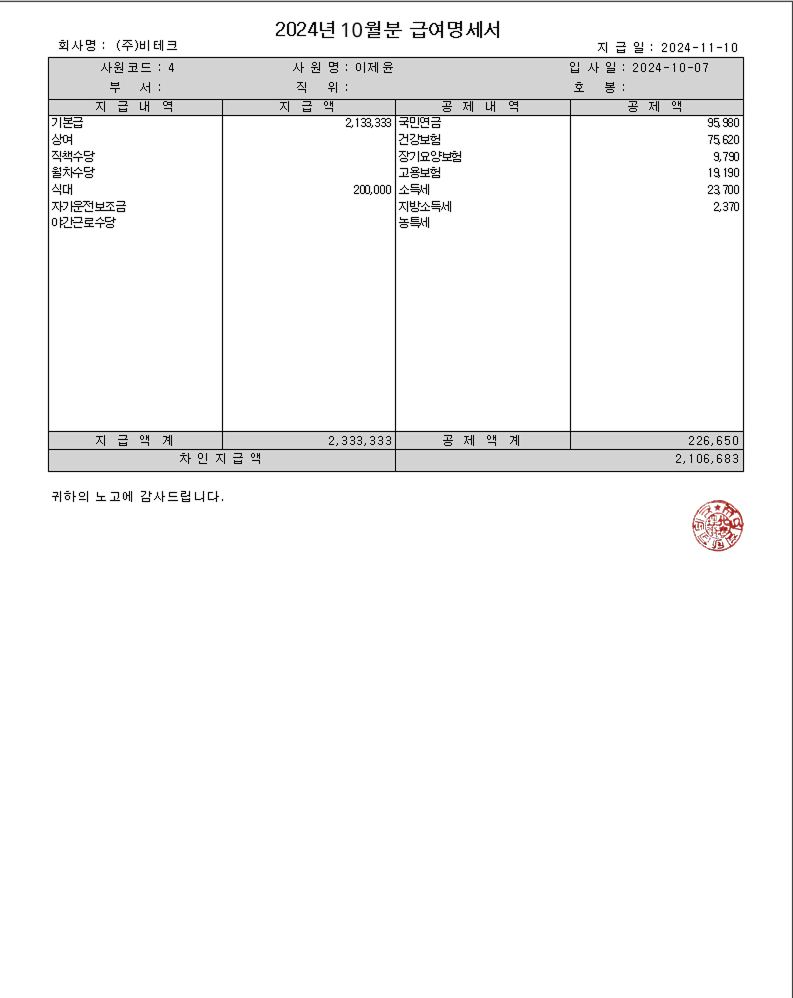 2024년 10월분 급여명세서
회사명 : (주)비테크 지 급 일 : 2024-11-10
사원코드 : 4 사 원 명 : 이제윤 입 사 일 : 2024-10-07
부 서 : 직 위 : 호 봉 :
지 급 내 역 지 급 액 공 제 내 역 공 제 액
기본급 2,133,333 국민연금 95,980
상여 건강보험 75,620
직책수당 장기요양보험 9,790
월차수당 고용보험 19,190
식대 200,000 소득세 23,700
자가운전보조금 지방소득세 2,370
야간근로수당 농특세
지 급 액 계 2,333,333 공 제 액 계 226,650
차 인 지 급 액 2,106,683
귀하의 노고에 감사드립니다.